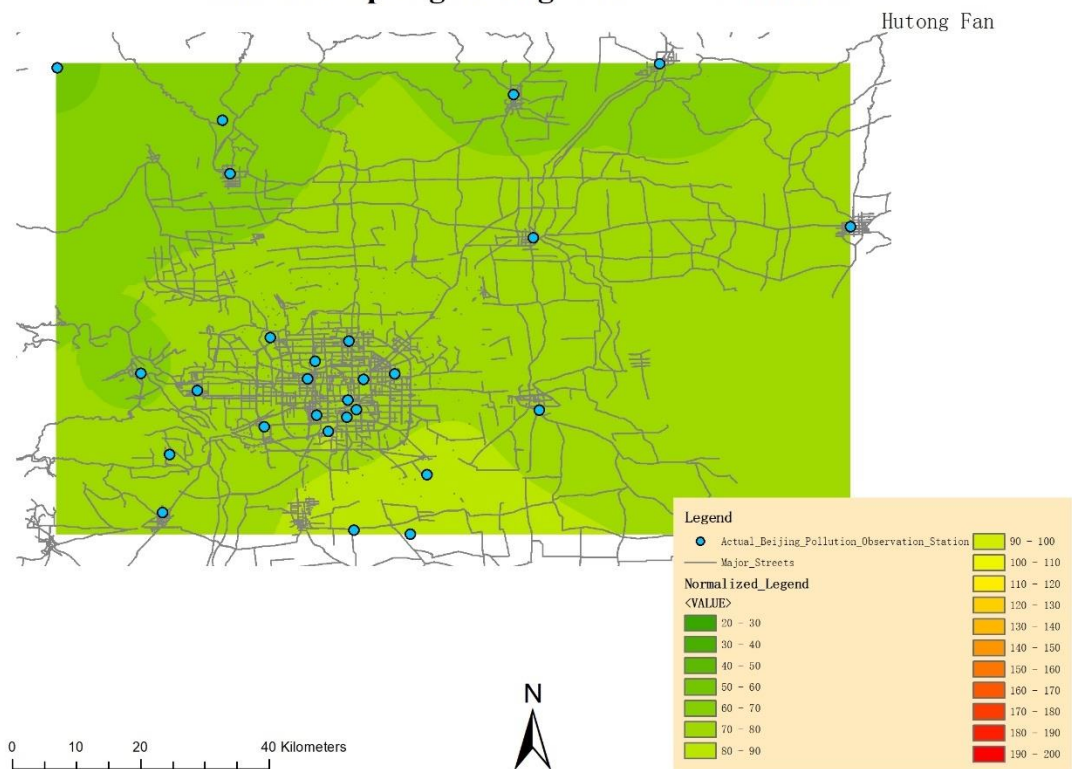 Hutong Fan
Legend
Actual_Beijing_Pollution_Observation_Station
Major_Streets
Normalized_Legend
<VALUE>
20 - 30
30 - 40
40 - 50
50 - 60
60 - 70
70 - 80
80 - 90
90 - 100
100 - 110
110 - 120
120 - 130
130 - 140
140 - 150
150 - 160
160 - 170
170 - 180
180 - 190
190 - 200
N
0 10 20 40 Kilometers